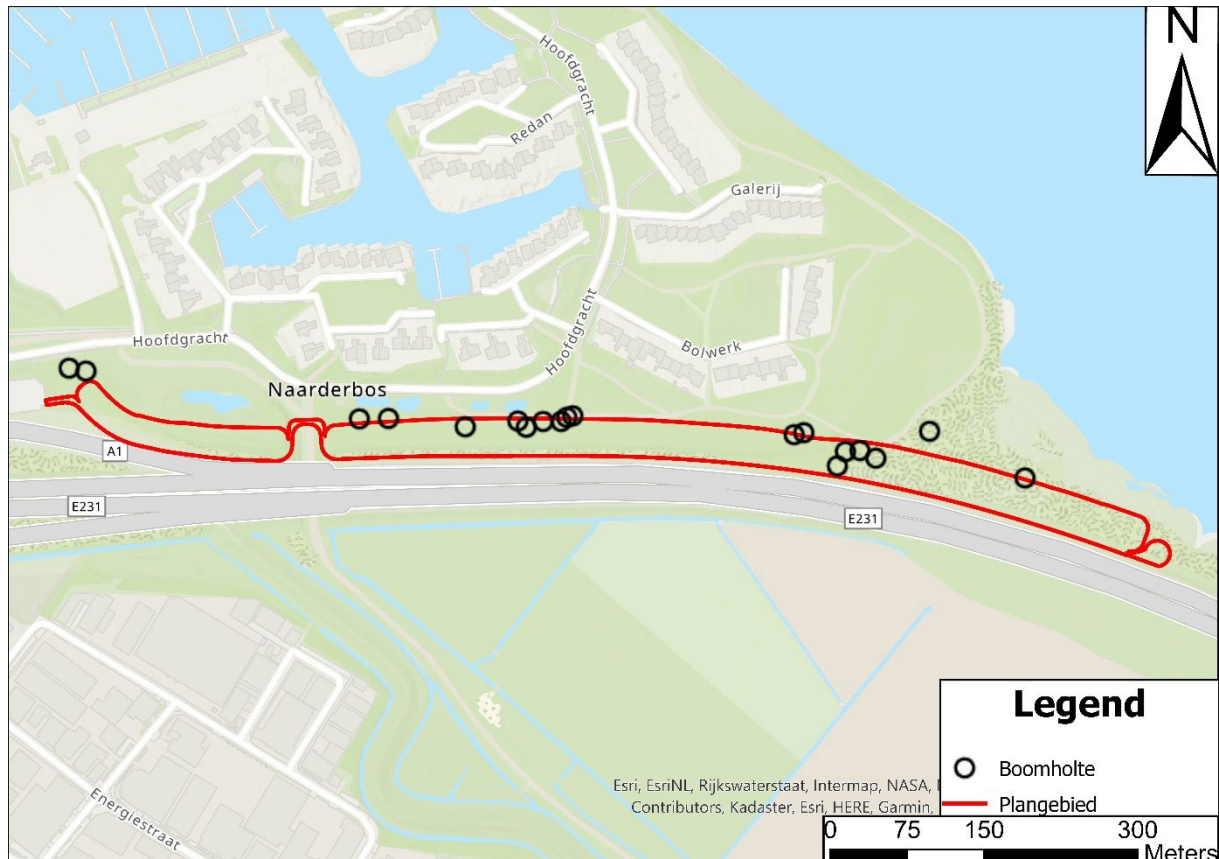 N
Hoofdgracht
Redan
Galerij
Hoofdgracht
Hoofdgracht
Bolwerk
Naarderbos
A1
E231
E231
Energiestraat
Legend
Boomholte
Plangebied
Esri, EsriNL, Rijkswaterstaat, Intermap, NASA,
Contributors, Kadaster, Esri, HERE, Garmin,
0 75 150 300
Meters